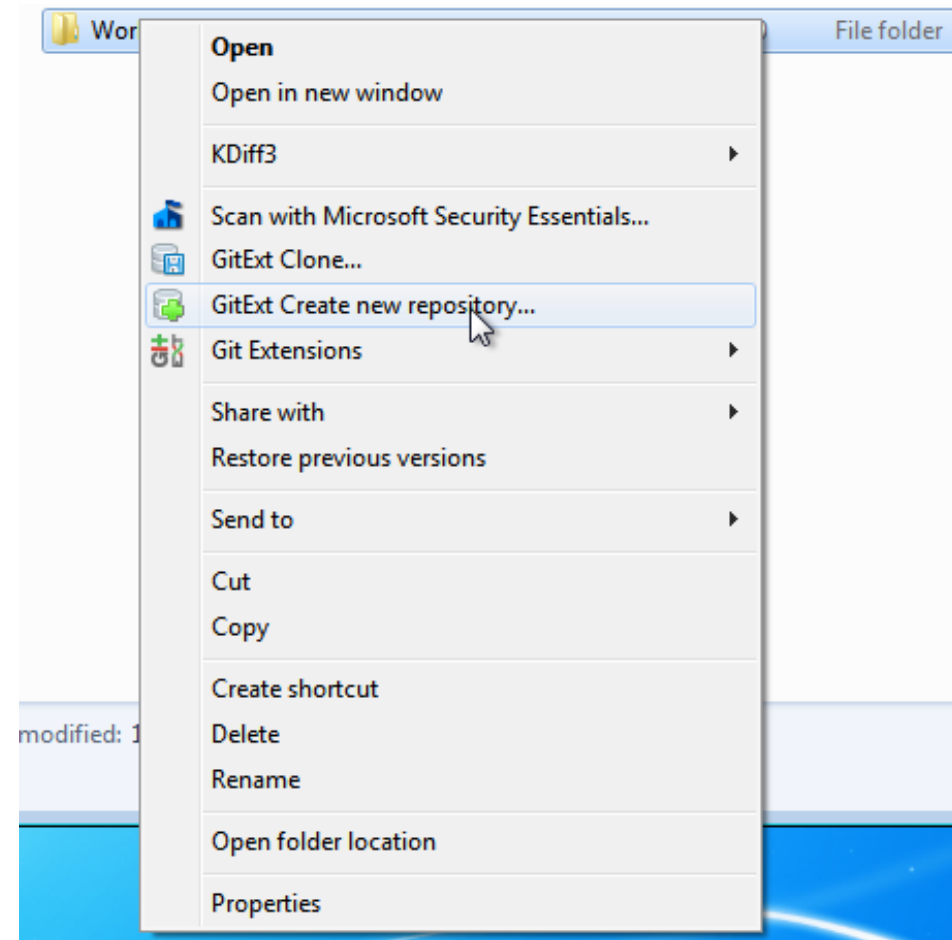 Wor
File folder
Open
Open in new window
KDiff3
Scan with Microsoft Security Essentials...
GitExt Clone...
GitExt Create new repository...
Git Extensions
Share with
Restore previous versions
Send to
Cut
Copy
Create shortcut
modified: 1
Delete
Rename
Open folder location
Properties